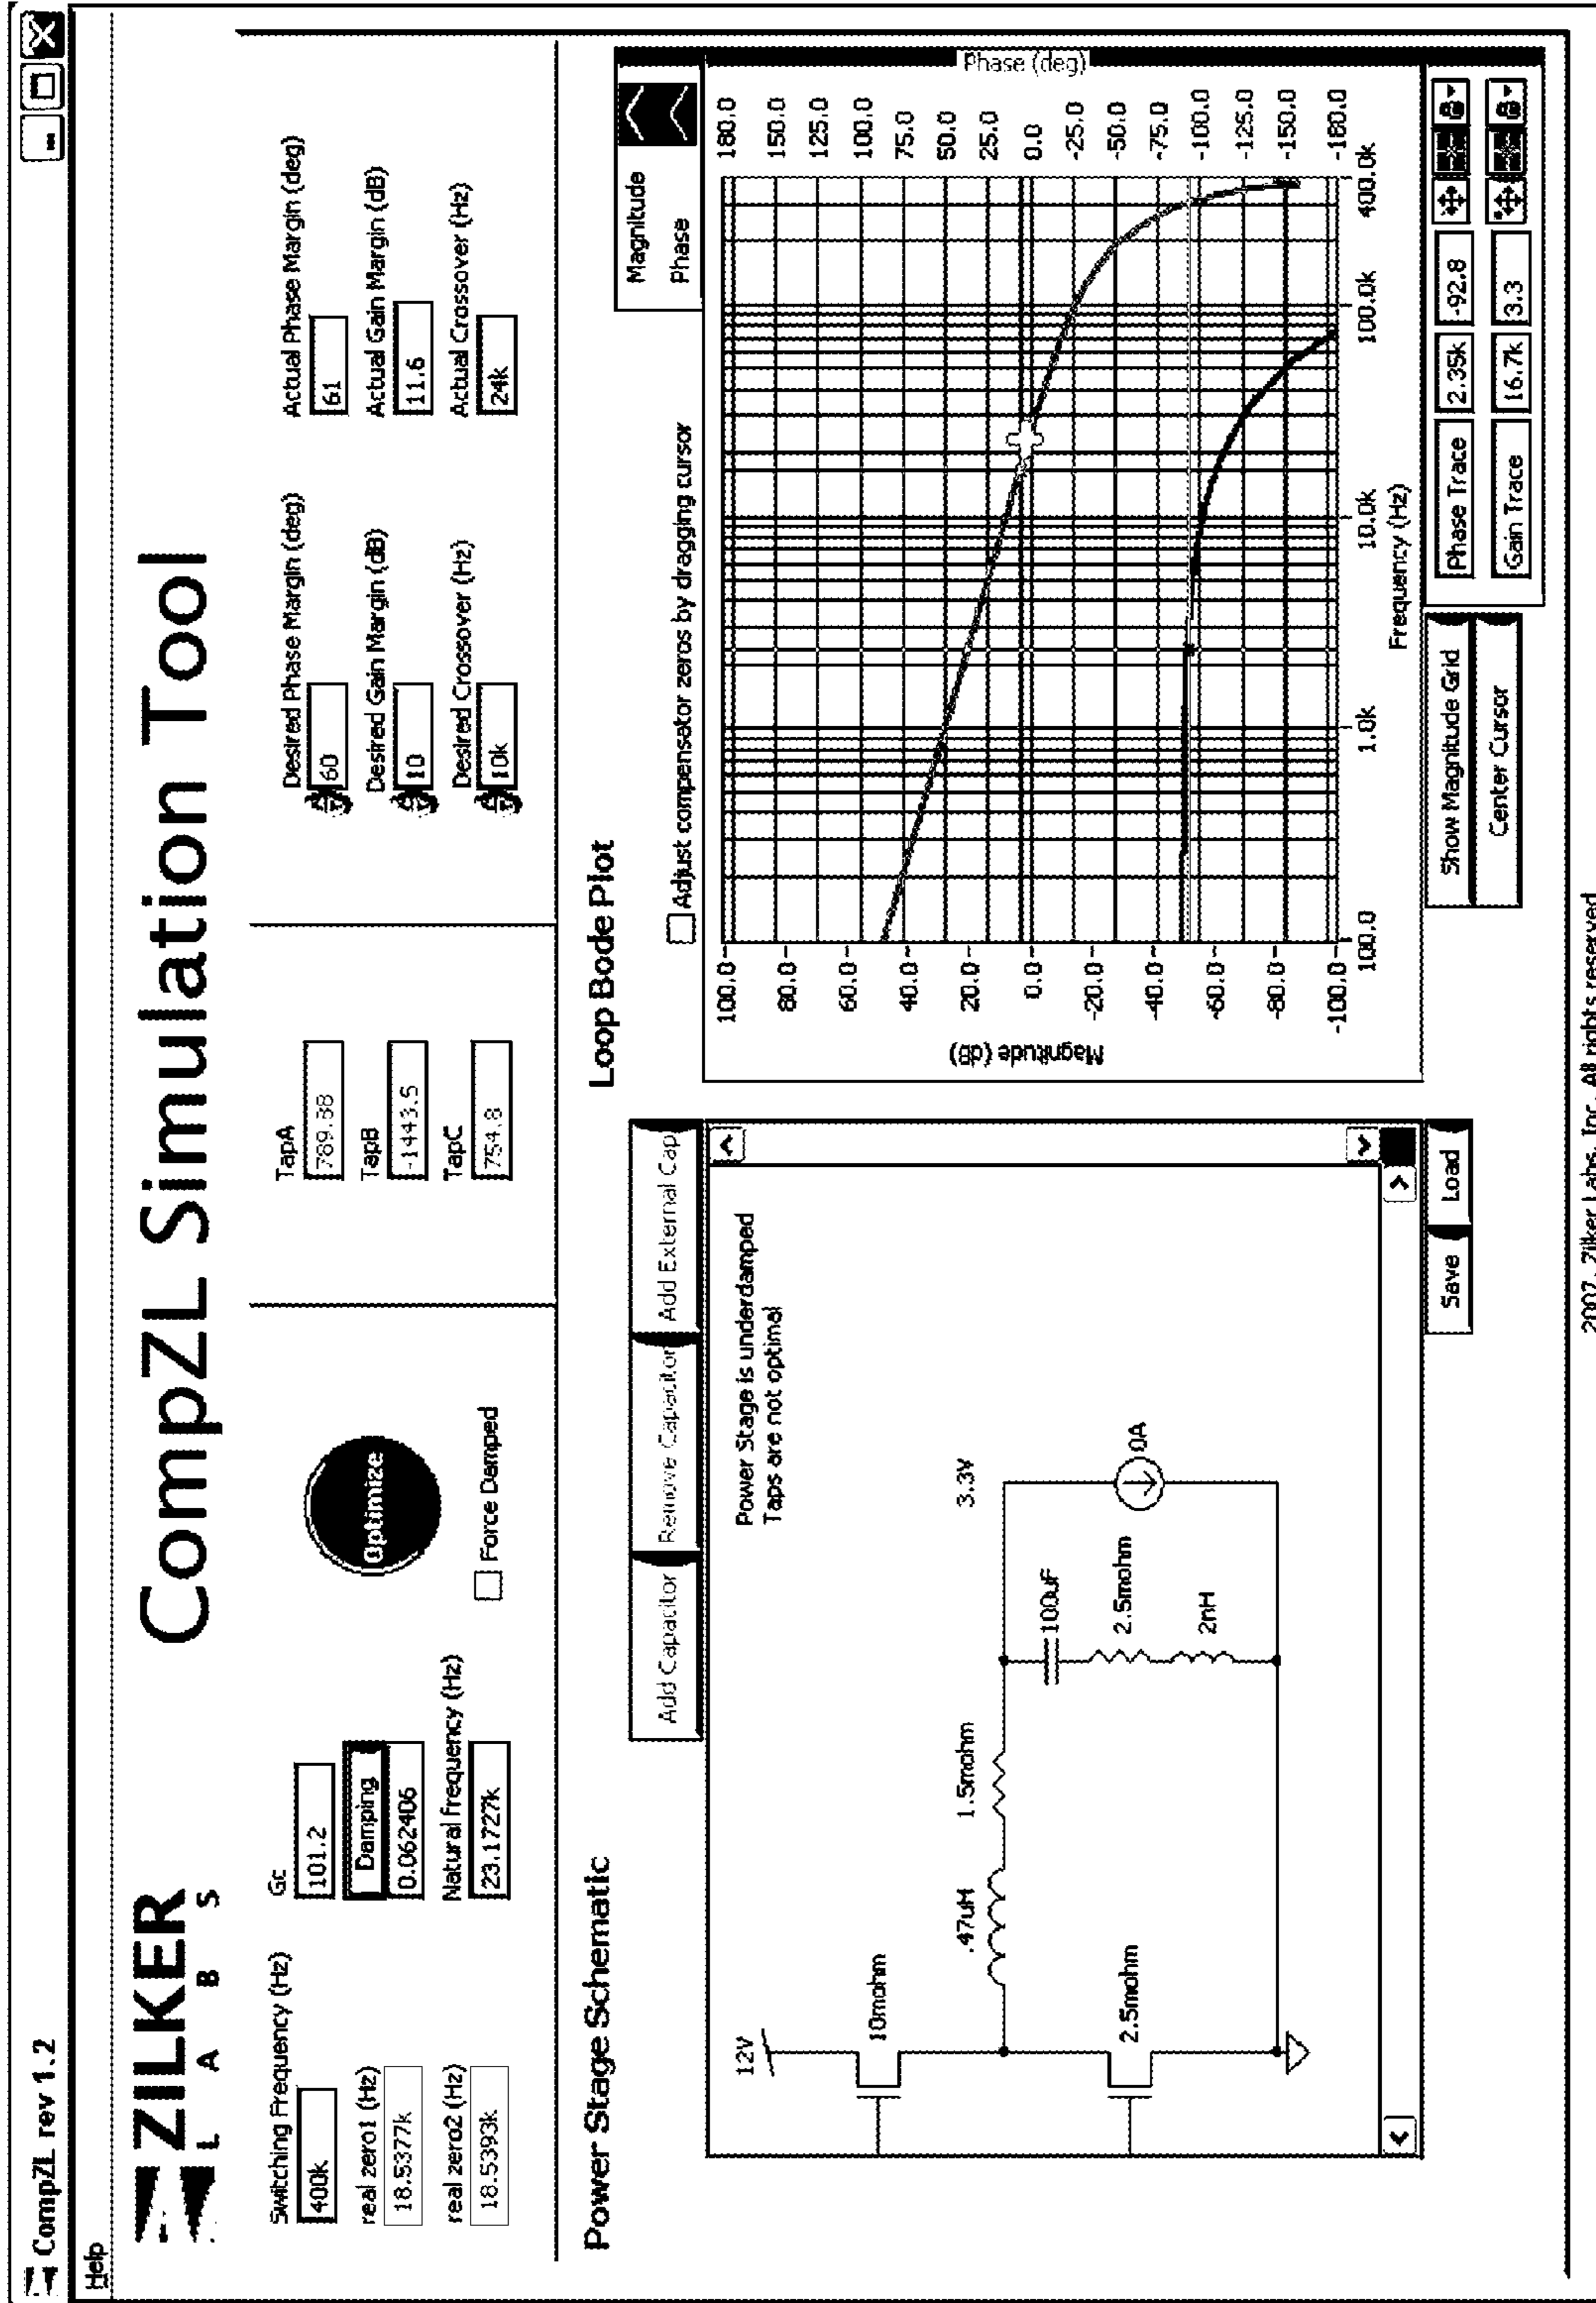 CompZL rev 1.2
Help
ZILKER
LABS
CompZL Simulation Tool
Switching Frequency (Hz)
400k
real zero1 (Hz)
18.5377k
real zero2 (Hz)
18.5393k
Gc
101.2
Damping
0.062406
Natural frequency (Hz)
23.1727k
Optimize
Force Damped
TapA
789.38
TapB
-1443.5
TapC
754.8
Desired Phase Margin (deg)
60
Desired Gain Margin (dB)
10
Desired Crossover (Hz)
10k
Actual Phase Margin (deg)
61
Actual Gain Margin (dB)
11.6
Actual Crossover (Hz)
24k
Power Stage Schematic
Add Capacitor
Remove Capacitor
Add External Cap
Power Stage is underdamped
Taps are not optimal
12V
10mohm
.47uH
1.5mohm
3.3V
100uF
2.5mohm
2nH
0A
2.5mohm
Save
Load
Loop Bode Plot
Adjust compensator zeros by dragging cursor
Magnitude
Phase
Magnitude (dB)
100.0
80.0
60.0
40.0
20.0
0.0
-20.0
-40.0
-60.0
-80.0
-100.0
180.0
150.0
125.0
100.0
75.0
50.0
25.0
0.0
-25.0
-50.0
-75.0
-100.0
-125.0
-150.0
-180.0
Phase (deg)
100.0
1.0k
10.0k
100.0k
400.0k
Frequency (Hz)
Show Magnitude Grid
Center Cursor
Phase Trace
2.35k
-92.8
Gain Trace
16.7k
3.3
2007, Zilker Labs, Inc. All rights reserved